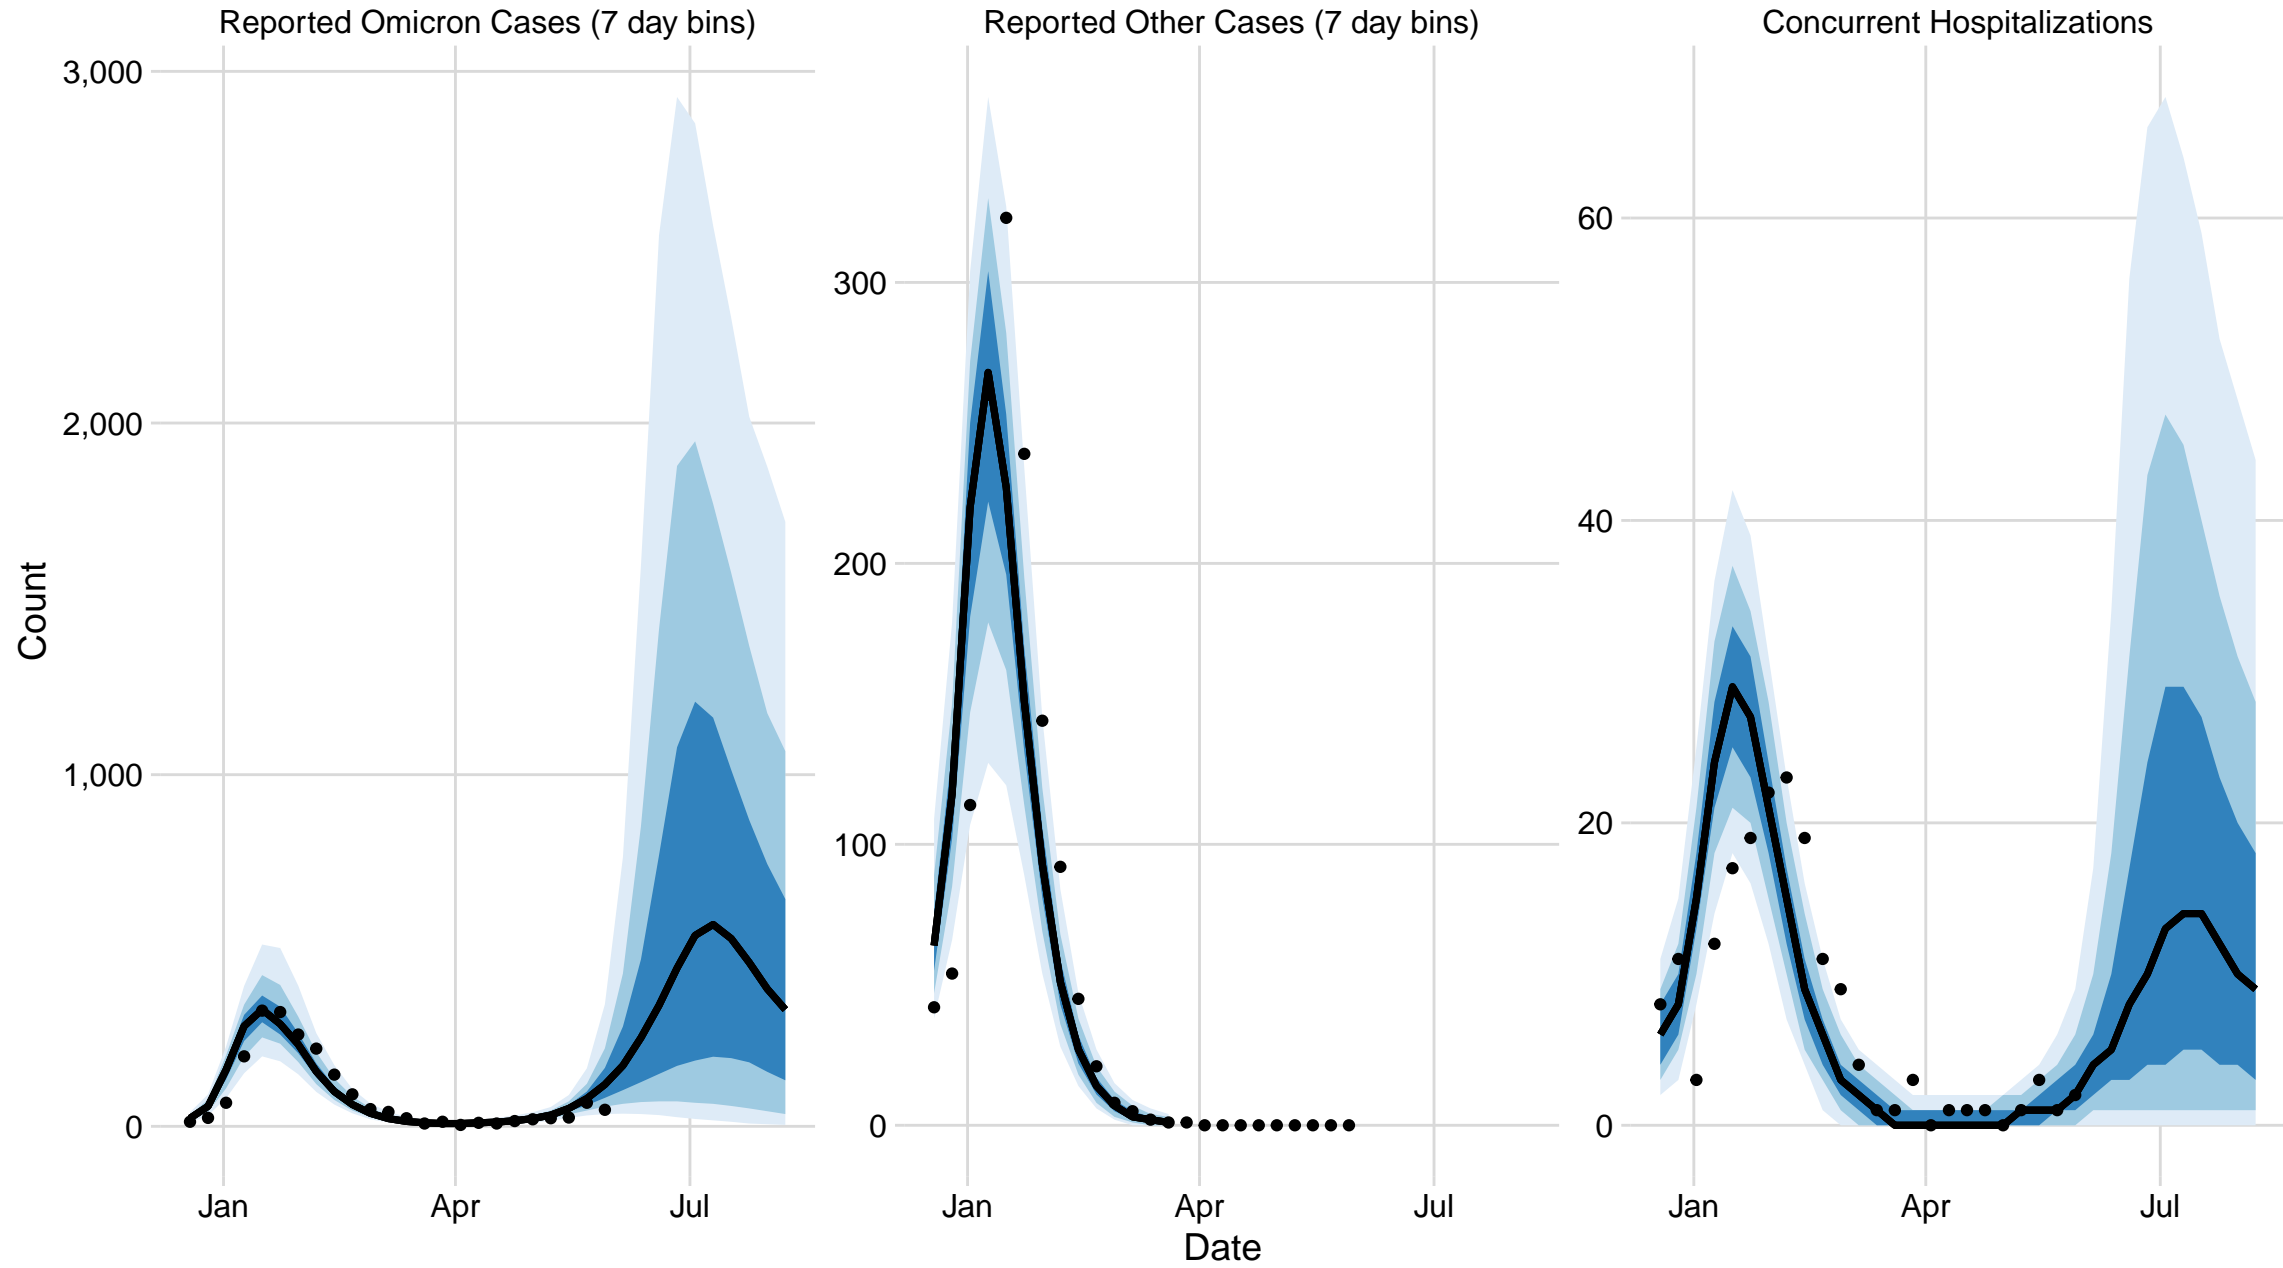 Reported Omicron Cases (7 day bins)
Reported Other Cases (7 day bins)
Concurrent Hospitalizations
Count
3,000
2,000
1,000
0
Jan
Apr
Jul
300
200
100
0
Jan
Apr
Jul
60
40
20
0
Jan
Apr
Jul
Date